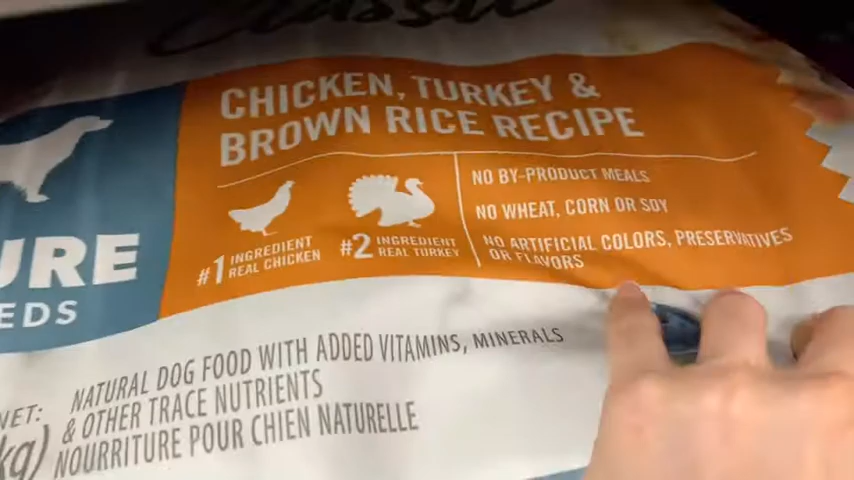 Classic
CHICKEN, TURKEY &
BROWN RICE RECIPE
#1 INGREDIENT
REAL CHICKEN
#2 INGREDIENT
REAL TURKEY
NO BY-PRODUCT MEALS
NO WHEAT, CORN OR SOY
NO ARTIFICIAL COLORS, PRESERVATIVES
OR FLAVORS
URE
EEDS
NATURAL DOG FOOD WITH ADDED VITAMINS, MINERALS
& OTHER TRACE NUTRIENTS
NOURRITURE POUR CHIEN NATURELLE
NET:
kg)